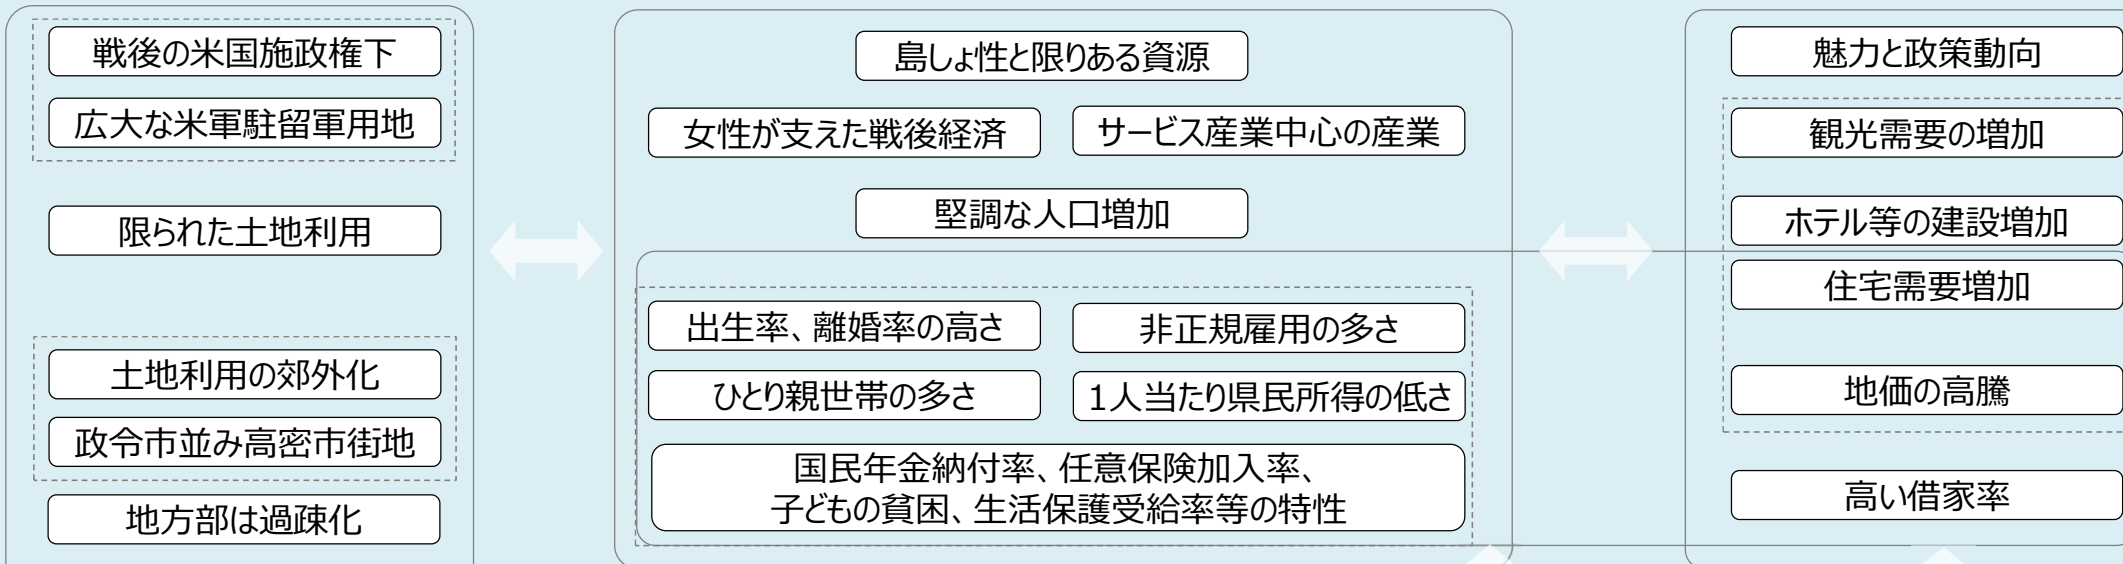 戦後の米国施政権下
広大な米軍駐留軍用地
限られた土地利用
土地利用の郊外化
政令市並み高密市街地
地方部は過疎化
島しょ性と限りある資源
女性が支えた戦後経済
サービス産業中心の産業
堅調な人口増加
出生率、離婚率の高さ
非正規雇用の多さ
ひとり親世帯の多さ
1人当たり県民所得の低さ
国民年金納付率、任意保険加入率、
子どもの貧困、生活保護受給率等の特性
魅力と政策動向
観光需要の増加
ホテル等の建設増加
住宅需要増加
地価の高騰
高い借家率